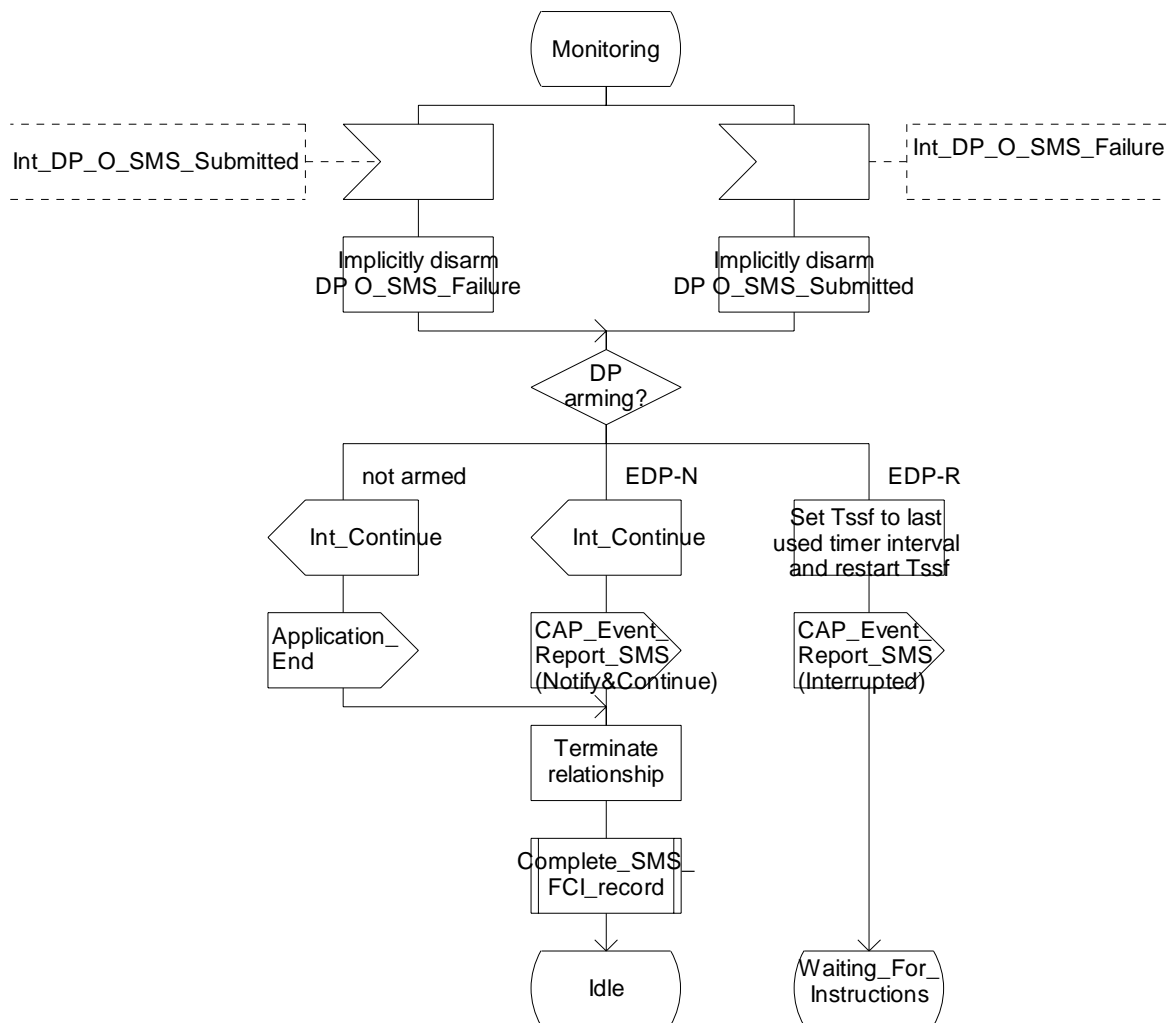 Monitoring
Int_DP_O_SMS_Submitted
Int_DP_O_SMS_Failure
Implicitly disarm
DP O_SMS_Failure
Implicitly disarm
DP O_SMS_Submitted
DP
arming?
not armed
EDP-N
EDP-R
Int_Continue
Int_Continue
Set Tssf to last
used timer interval
and restart Tssf
Application_
End
CAP_Event_
Report_SMS
(Notify&Continue)
CAP_Event_
Report_SMS
(Interrupted)
Terminate
relationship
Complete_SMS_
FCI_record
Idle
Waiting_For_
Instructions